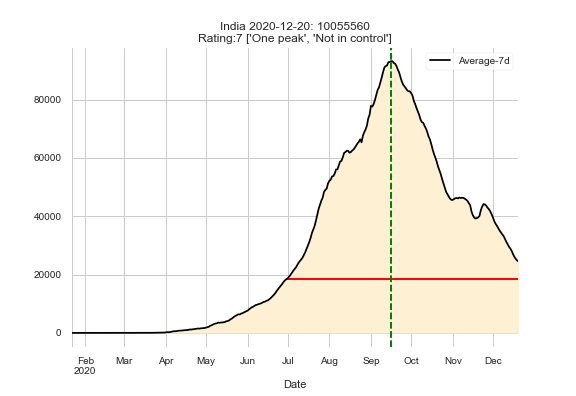 India 2020-12-20: 10055560
Rating:7 ['One peak', 'Not in control']
Average-7d
80000
60000
40000
20000
0
Feb Mar Apr May Jun Jul Aug Sep Oct Nov Dec
2020
Date